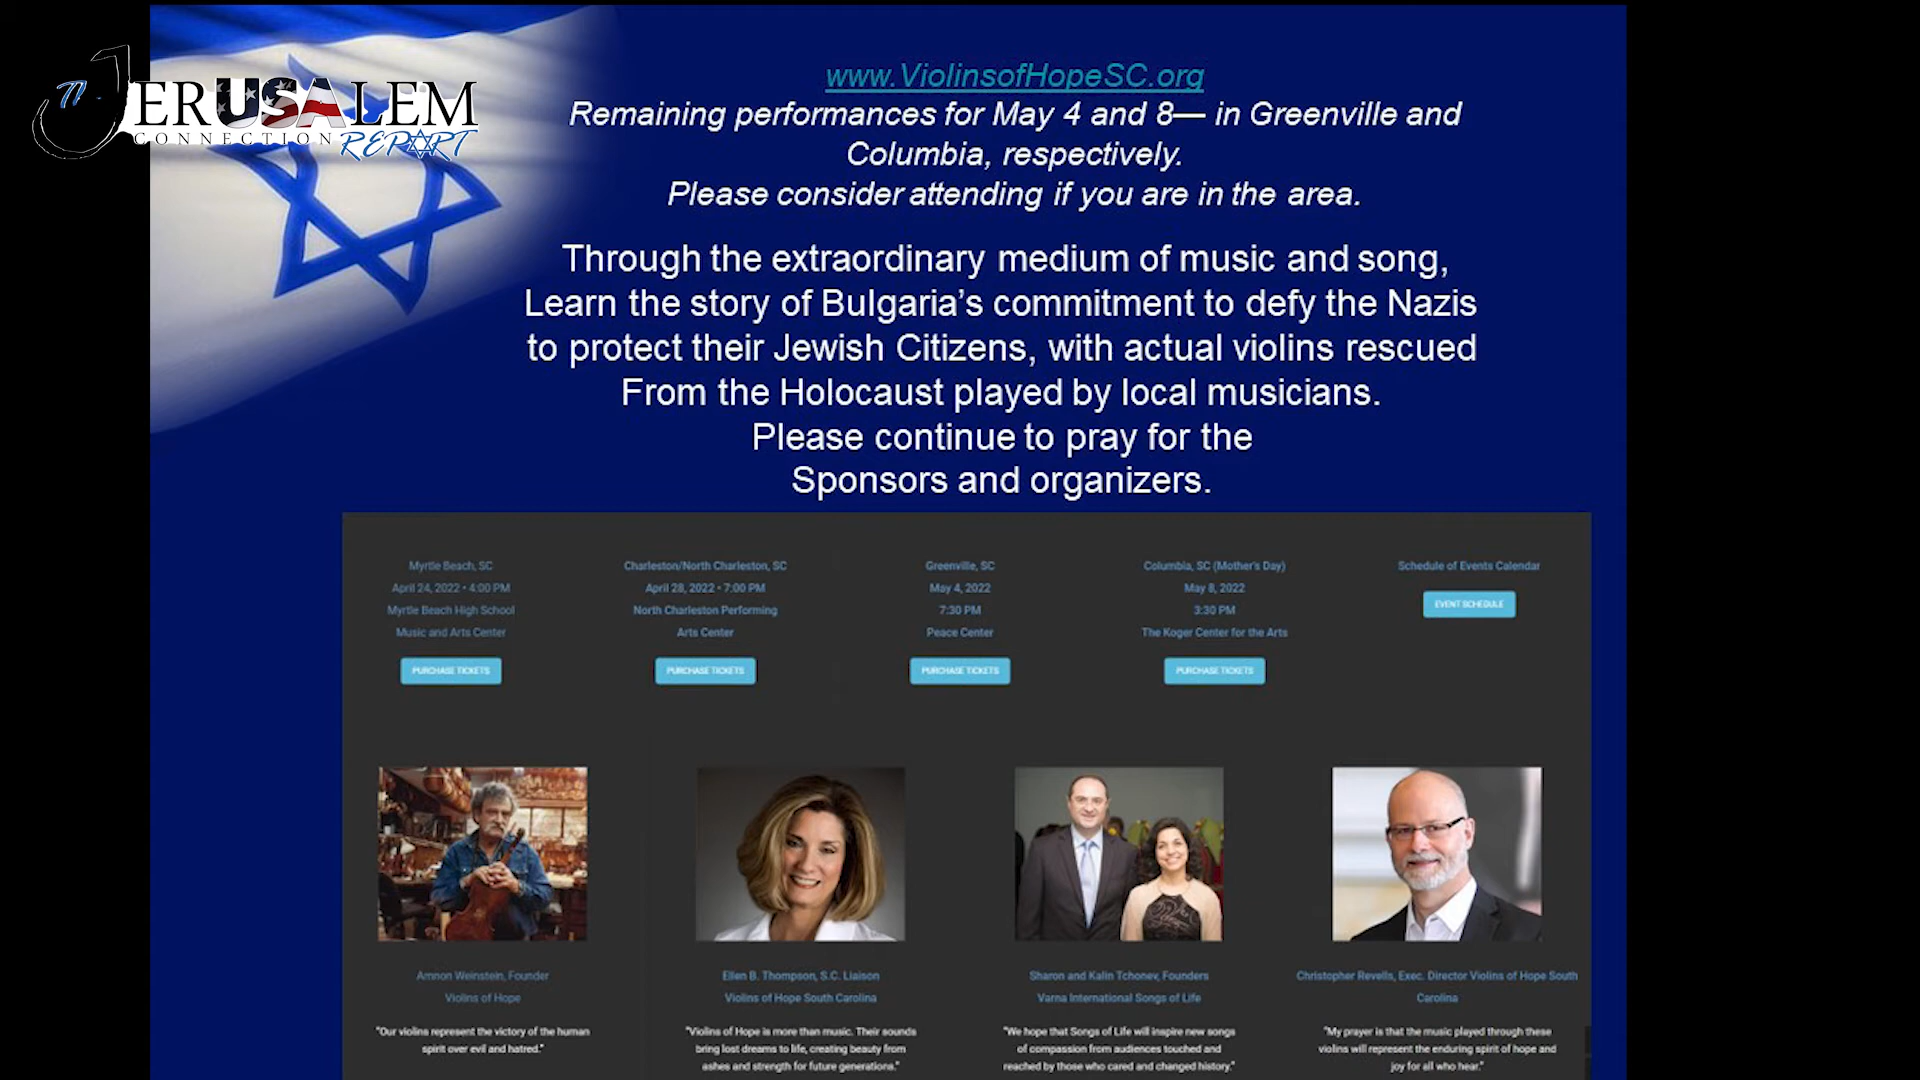 JERUSALEM
CONNECTION
REPORT
www.ViolinsofHopeSC.org
Remaining performances for May 4 and 8— in Greenville and
Columbia, respectively.
Please consider attending if you are in the area.
Through the extraordinary medium of music and song,
Learn the story of Bulgaria's commitment to defy the Nazis
to protect their Jewish Citizens, with actual violins rescued
From the Holocaust played by local musicians.
Please continue to pray for the
Sponsors and organizers.
Myrtle Beach, SC
April 24, 2022 • 4:00 PM
Myrtle Beach High School
Music and Arts Center
PURCHASE TICKETS
Charleston/North Charleston, SC
April 28, 2022 • 7:00 PM
North Charleston Performing
Arts Center
PURCHASE TICKETS
Greenville, SC
May 4, 2022
7:30 PM
Peace Center
PURCHASE TICKETS
Columbia, SC (Mother's Day)
May 8, 2022
3:30 PM
The Koger Center for the Arts
PURCHASE TICKETS
Schedule of Events Calendar
EVENT SCHEDULE
Amnon Weinstein, Founder
Violins of Hope
"Our violins represent the victory of the human
spirit over evil and hatred."
Ellen B. Thompson, S.C. Liaison
Violins of Hope South Carolina
"Violins of Hope is more than music. Their sounds
bring lost dreams to life, creating beauty from
ashes and strength for future generations."
Sharon and Kalin Tchonev, Founders
Varna International Songs of Life
"We hope that Songs of Life will inspire new songs
of compassion from audiences touched and
reached by those who cared and changed history."
Christopher Revells, Exec. Director Violins of Hope South
Carolina
"My prayer is that the music played through these
violins will represent the enduring spirit of hope and
joy for all who hear."